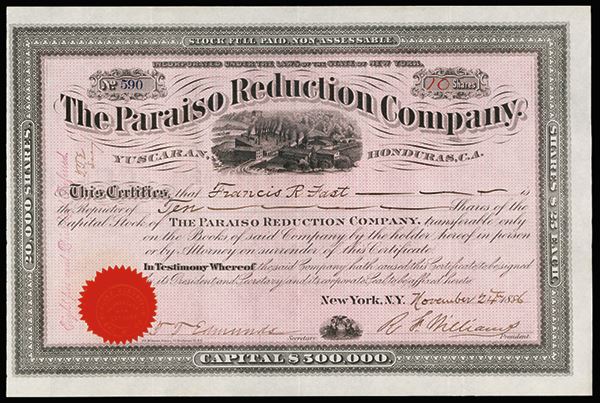 STOCK FULL PAID. NON ASSESSABLE.
INCORPORATED UNDER THE LAWS OF THE STATE OF NEW YORK.
No 590
10 Shares
The Paraiso Reduction Company.
YUSCARAN, HONDURAS, C.A.
This Certifies, that Francis R. Fast is
the Proprietor of Ten Shares of the
Capital Stock of THE PARAISO REDUCTION COMPANY, transferable only
on the Books of said Company by the holder hereof in person
or by Attorney on surrender of this Certificate.
In Testimony Whereof the said Company hath caused this Certificate to be signed
by its President and Secretary and its corporate Seal to be affixed hereto
New York, N.Y. November 24th 1886
Edmunds Secretary.
R. Williams President.
CAPITAL $500,000.
20,000 SHARES.
SHARES $25 EACH